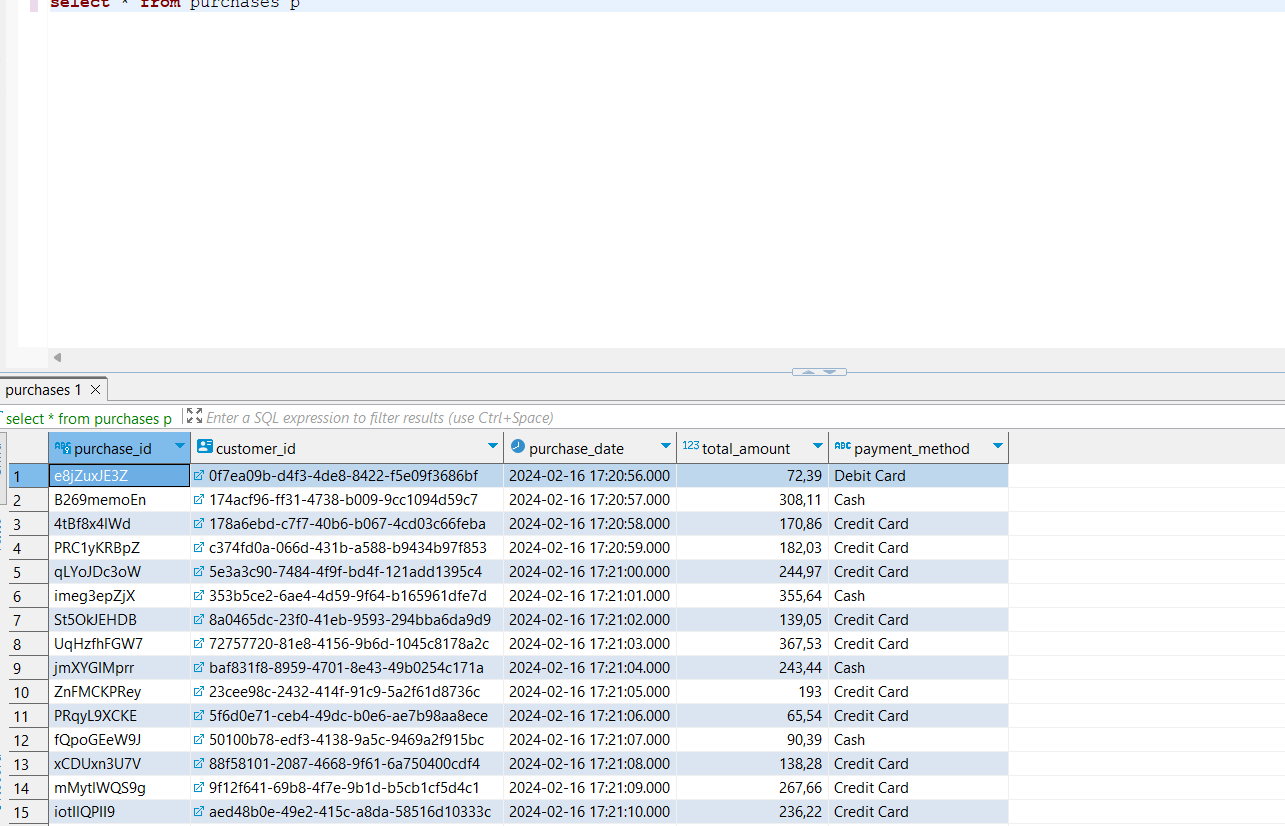 select * from purchases p
purchases 1
select * from purchases p Enter a SQL expression to filter results (use Ctrl+Space)
purchase_id customer_id purchase_date 123 total_amount ABC payment_method
1 e8jZuxJE3Z 0f7ea09b-d4f3-4de8-8422-f5e09f3686bf 2024-02-16 17:20:56.000 72,39 Debit Card
2 B269memoEn 174acf96-ff31-4738-b009-9cc1094d59c7 2024-02-16 17:20:57.000 308,11 Cash
3 4tBf8x4lWd 178a6ebd-c7f7-40b6-b067-4cd03c66feba 2024-02-16 17:20:58.000 170,86 Credit Card
4 PRC1yKRBpZ c374fd0a-066d-431b-a588-b9434b97f853 2024-02-16 17:20:59.000 182,03 Credit Card
5 qLYoJDc3oW 5e3a3c90-7484-4f9f-bd4f-121add1395c4 2024-02-16 17:21:00.000 244,97 Credit Card
6 imeg3epZjX 353b5ce2-6ae4-4d59-9f64-b165961dfe7d 2024-02-16 17:21:01.000 355,64 Cash
7 St5OkJEHDB 8a0465dc-23f0-41eb-9593-294bba6da9d9 2024-02-16 17:21:02.000 139,05 Credit Card
8 UqHzfhFGW7 72757720-81e8-4156-9b6d-1045c8178a2c 2024-02-16 17:21:03.000 367,53 Credit Card
9 jmXYGIMprr baf831f8-8959-4701-8e43-49b0254c171a 2024-02-16 17:21:04.000 243,44 Cash
10 ZnFMCKPRey 23cee98c-2432-414f-91c9-5a2f61d8736c 2024-02-16 17:21:05.000 193 Credit Card
11 PRqyL9XCKE 5f6d0e71-ceb4-49dc-b0e6-ae7b98aa8ece 2024-02-16 17:21:06.000 65,54 Credit Card
12 fQpoGEeW9J 50100b78-edf3-4138-9a5c-9469a2f915bc 2024-02-16 17:21:07.000 90,39 Cash
13 xCDUxn3U7V 88f58101-2087-4668-9f61-6a750400cdf4 2024-02-16 17:21:08.000 138,28 Credit Card
14 mMytlWQS9g 9f12f641-69b8-4f7e-9b1d-b5cb1cf5d4c1 2024-02-16 17:21:09.000 267,66 Credit Card
15 iotIlQPIl9 aed48b0e-49e2-415c-a8da-58516d10333c 2024-02-16 17:21:10.000 236,22 Credit Card